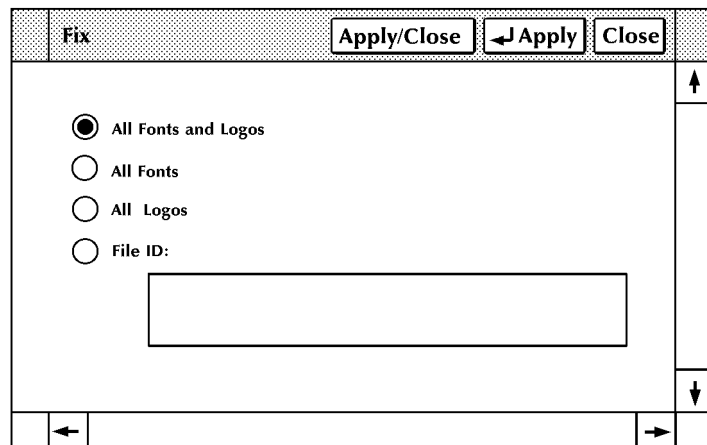 Fix Apply/Close Apply Close
All Fonts and Logos
All Fonts
All Logos
File ID: